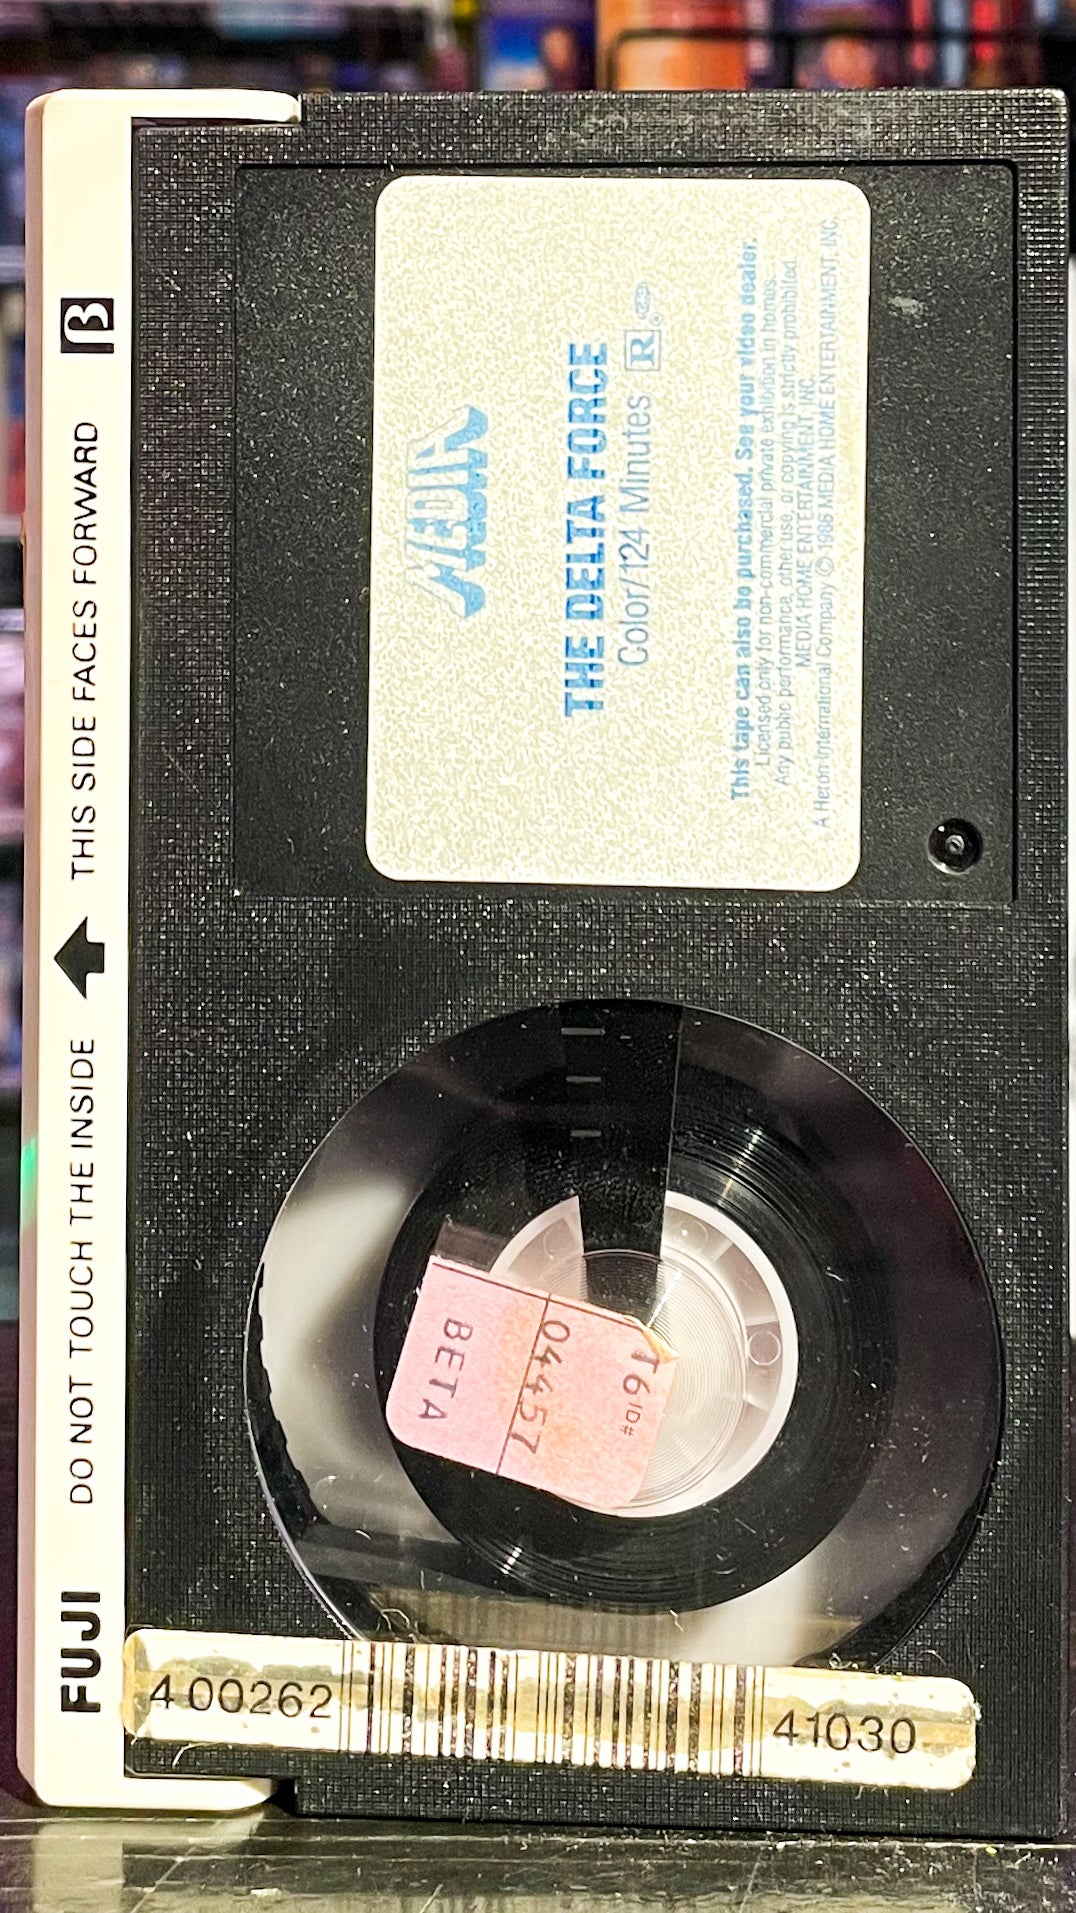 FUJI DO NOT TOUCH THE INSIDE THIS SIDE FACES FORWARD β
MEDIA
THE DELTA FORCE
Color/124 Minutes R
This tape can also be purchased. See your video dealer.
Licensed only for non-commercial private exhibition in homes.
Any public performance, other use, or copying is strictly prohibited.
MEDIA HOME ENTERTAINMENT, INC.
A Heron International Company © 1986 MEDIA HOME ENTERTAINMENT, INC.
T6 ID#
04457
BETA
4 00262 41030